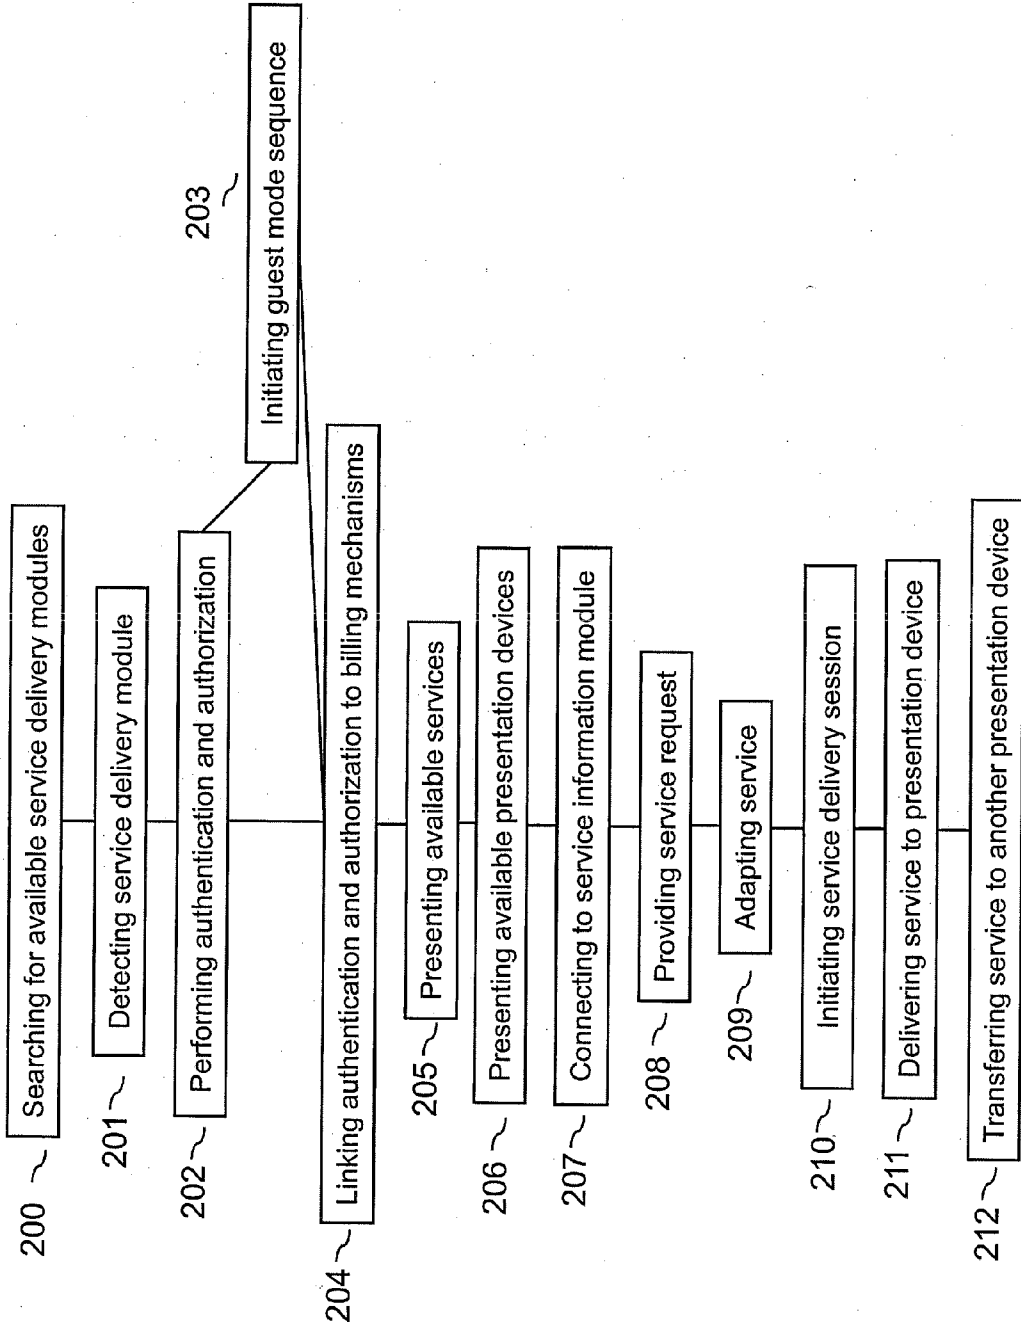 200
Searching for available service delivery modules
201
Detecting service delivery module
202
Performing authentication and authorization
203
Initiating guest mode sequence
204
Linking authentication and authorization to billing mechanisms
205
Presenting available services
206
Presenting available presentation devices
207
Connecting to service information module
208
Providing service request
209
Adapting service
210
Initiating service delivery session
211
Delivering service to presentation device
212
Transferring service to another presentation device